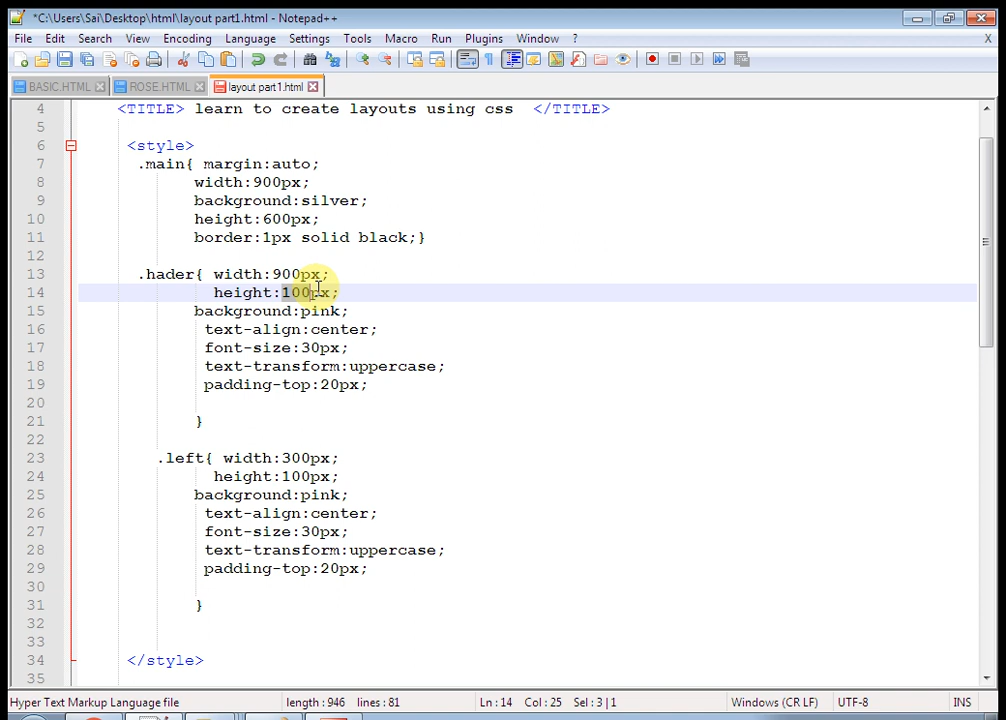 *C:\Users\Sai\Desktop\html\layout part1.html - Notepad++
File Edit Search View Encoding Language Settings Tools Macro Run Plugins Window ? X
BASIC.HTML ROSE.HTML layout part1.html
4 <TITLE> learn to create layouts using css </TITLE>
5
6 <style>
7 .main{ margin:auto;
8 width:900px;
9 background:silver;
10 height:600px;
11 border:1px solid black;}
12
13 .hader{ width:900px;
14 height:100px;
15 background:pink;
16 text-align:center;
17 font-size:30px;
18 text-transform:uppercase;
19 padding-top:20px;
20
21 }
22
23 .left{ width:300px;
24 height:100px;
25 background:pink;
26 text-align:center;
27 font-size:30px;
28 text-transform:uppercase;
29 padding-top:20px;
30
31 }
32
33
34 </style>
35
Hyper Text Markup Language file length : 946 lines : 81 Ln : 14 Col : 25 Sel : 3 | 1 Windows (CR LF) UTF-8 INS